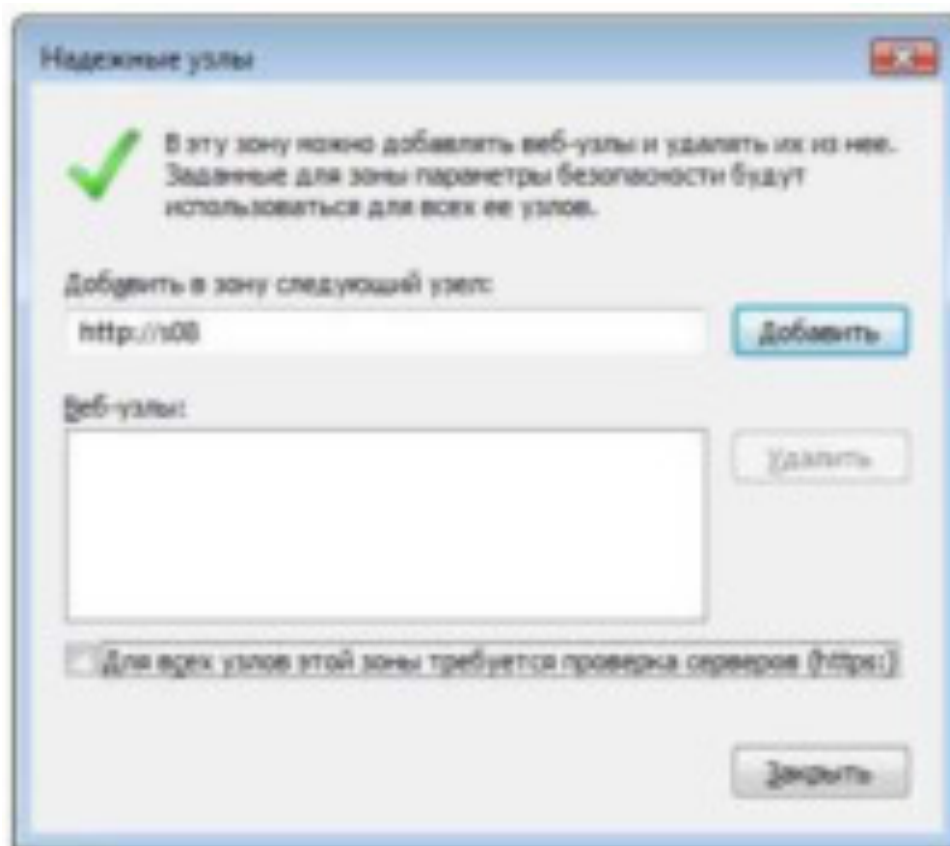 Надежные узлы
В эту зону можно добавлять веб-узлы и удалять их из нее.
Заданные для зоны параметры безопасности будут
использоваться для всех ее узлов.
Добавить в зону следующий узел:
http://s08
Добавить
Веб-узлы:
Удалить
Для всех узлов этой зоны требуется проверка серверов (https:)
Закрыть